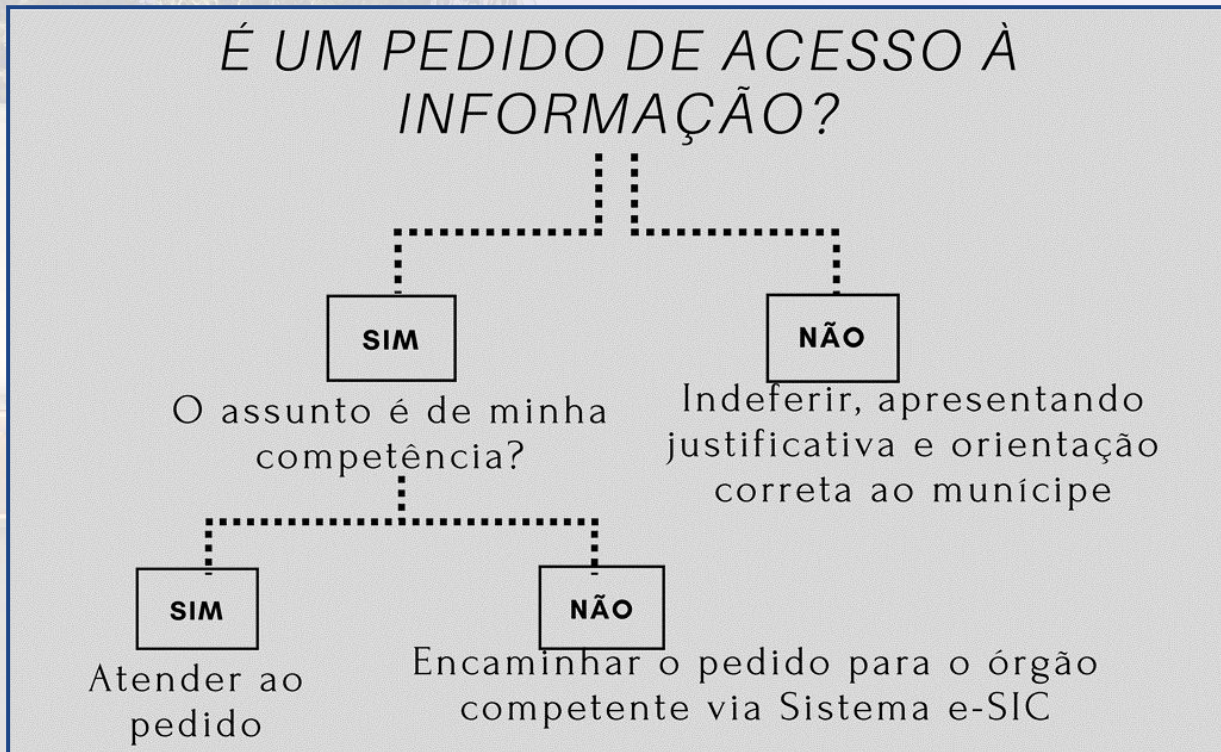 É UM PEDIDO DE ACESSO À
INFORMAÇÃO?
SIM
O assunto é de minha
competência?
NÃO
Indeferir, apresentando
justificativa e orientação
correta ao munícipe
SIM
Atender ao
pedido
NÃO
Encaminhar o pedido para o órgão
competente via Sistema e-SIC